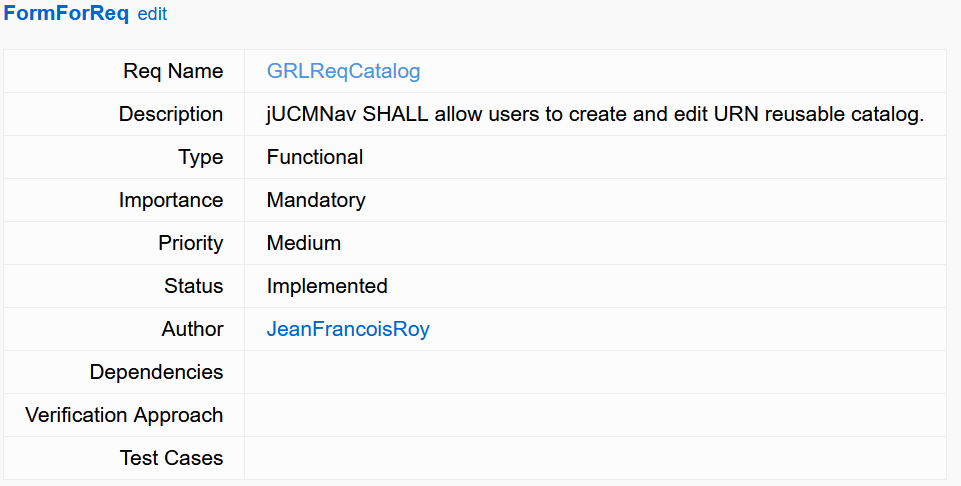 FormForReq edit
Req Name GRLReqCatalog
Description jUCMNav SHALL allow users to create and edit URN reusable catalog.
Type Functional
Importance Mandatory
Priority Medium
Status Implemented
Author JeanFrancoisRoy
Dependencies
Verification Approach
Test Cases